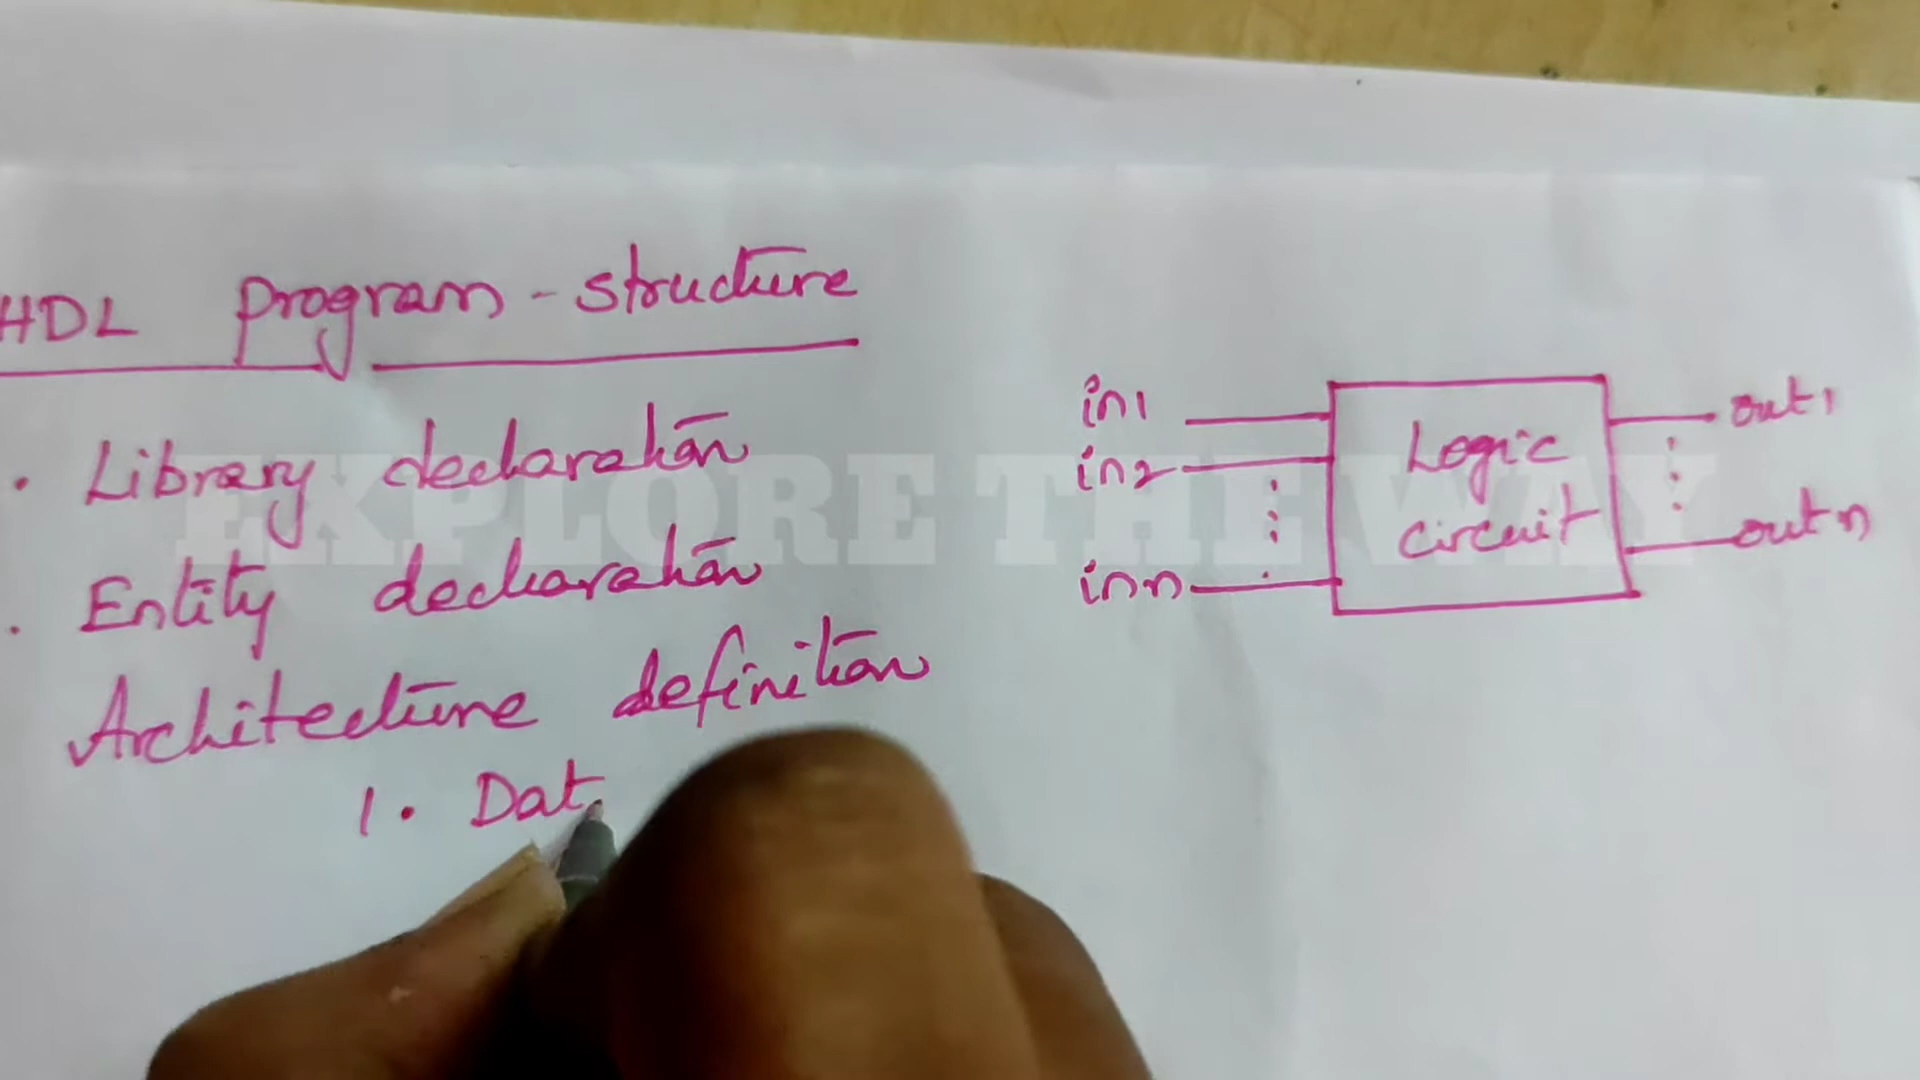 HDL Program - structure
. Library declaration
. Entity declaration
Architecture definition
1. Dat
in1
in2
inn
Logic
circuit
out1
outn
EXPLORE THE WAY